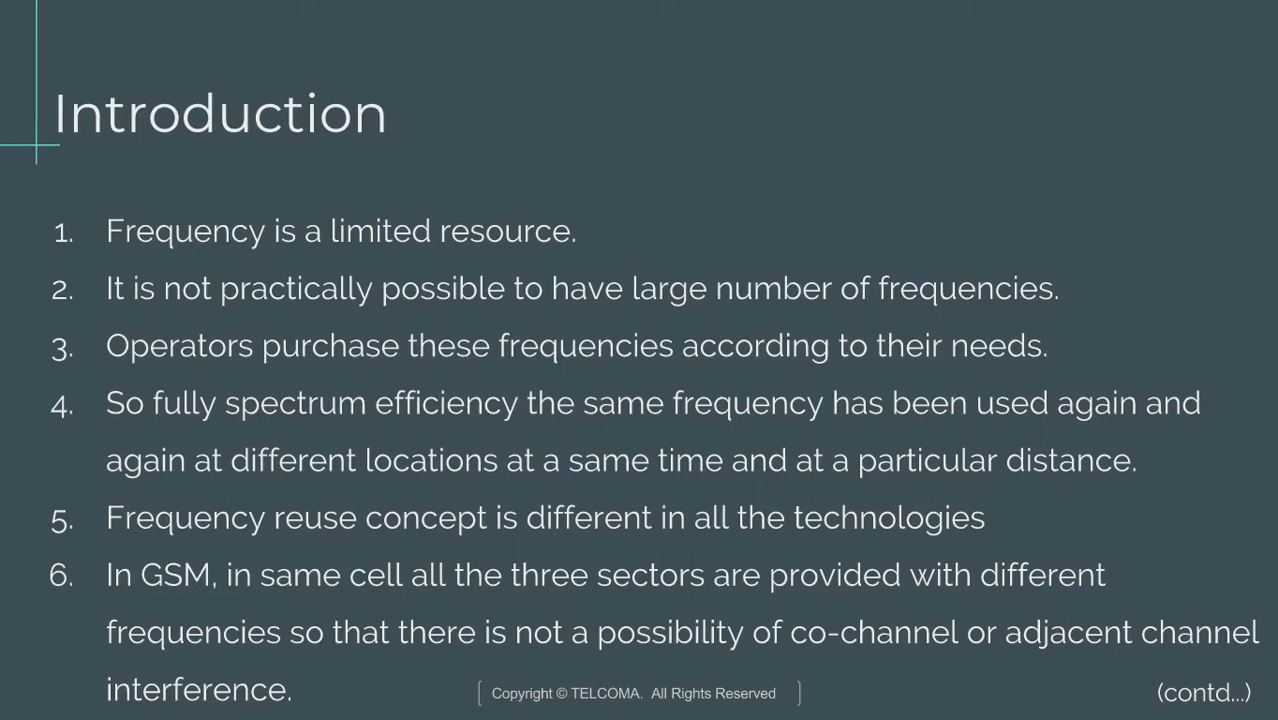 Introduction
1. Frequency is a limited resource.
2. It is not practically possible to have large number of frequencies.
3. Operators purchase these frequencies according to their needs.
4. So fully spectrum efficiency the same frequency has been used again and
again at different locations at a same time and at a particular distance.
5. Frequency reuse concept is different in all the technologies
6. In GSM, in same cell all the three sectors are provided with different
frequencies so that there is not a possibility of co-channel or adjacent channel
interference.
Copyright © TELCOMA. All Rights Reserved
(contd...)